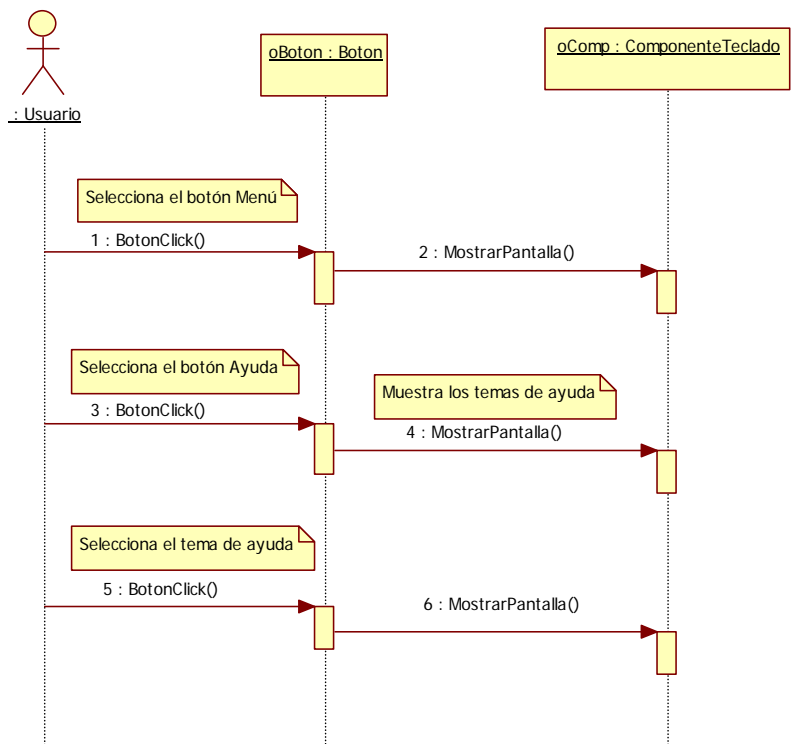 oBoton : Boton
oComp : ComponenteTeclado
: Usuario
Selecciona el botón Menú
1 : BotonClick()
2 : MostrarPantalla()
Selecciona el botón Ayuda
Muestra los temas de ayuda
3 : BotonClick()
4 : MostrarPantalla()
Selecciona el tema de ayuda
5 : BotonClick()
6 : MostrarPantalla()